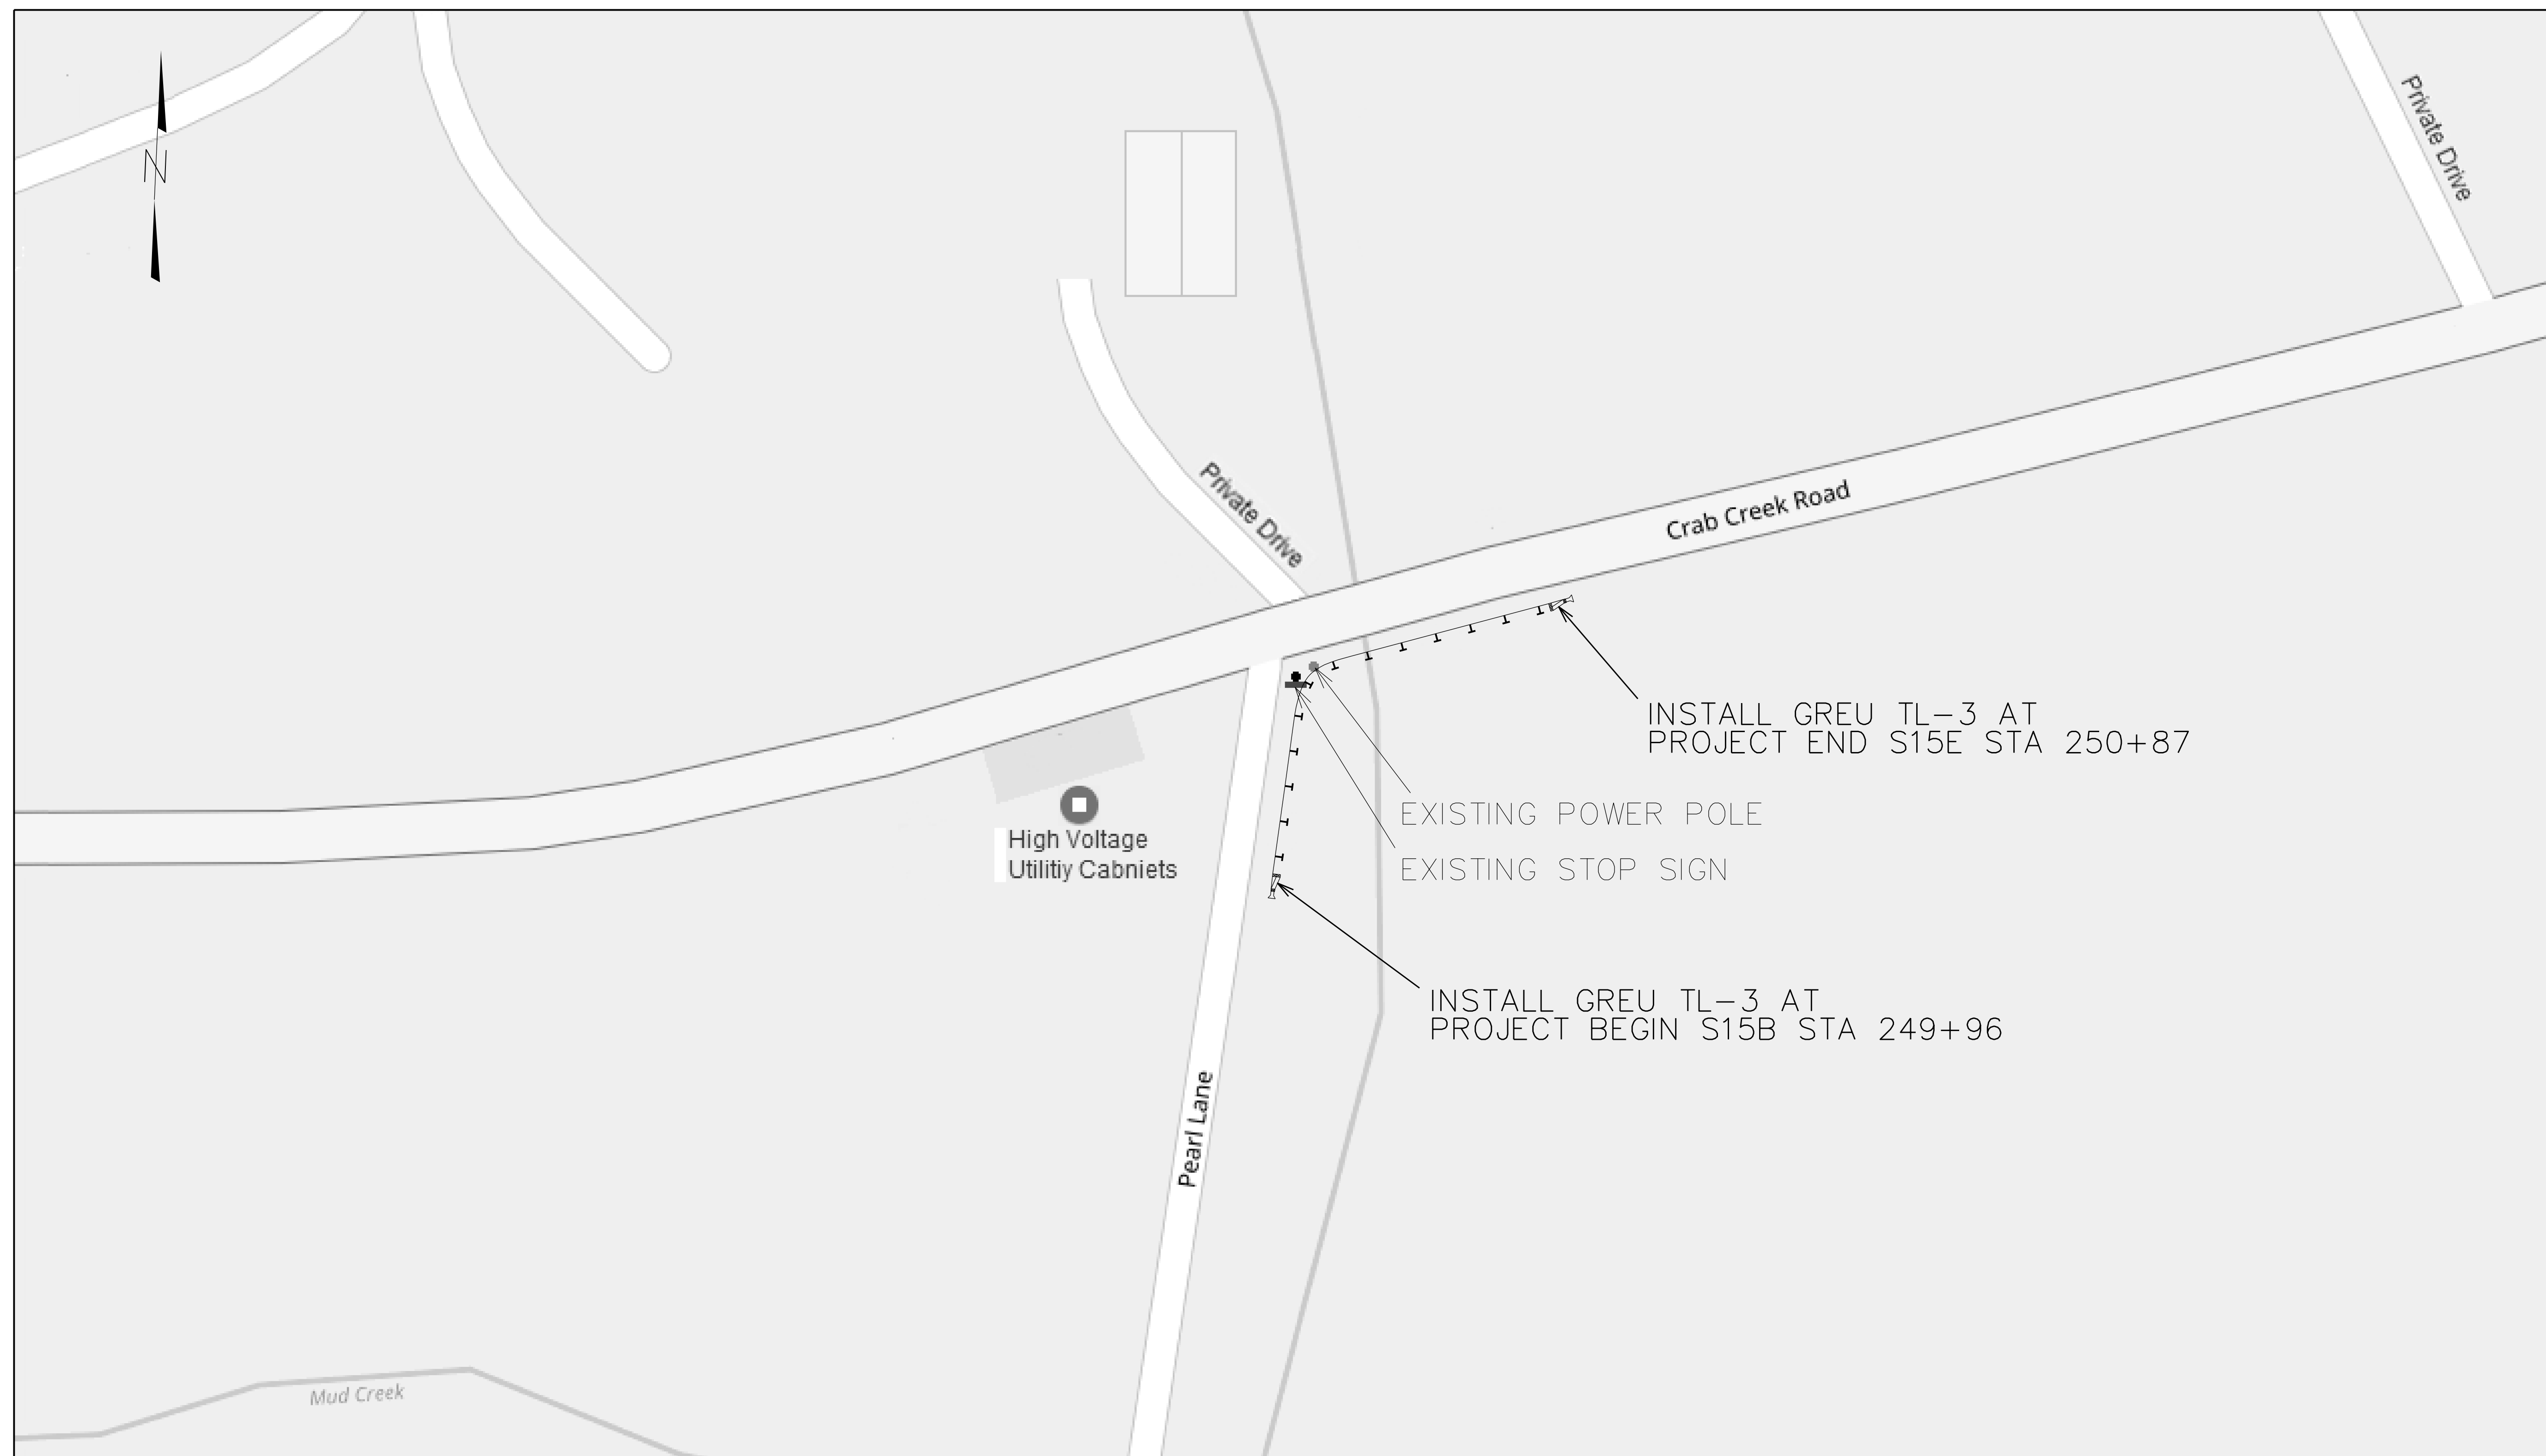 N
Private Drive
Private Drive
Crab Creek Road
INSTALL GREU TL-3 AT
PROJECT END S15E STA 250+87
EXISTING POWER POLE
EXISTING STOP SIGN
High Voltage
Utilitiy Cabniets
INSTALL GREU TL-3 AT
PROJECT BEGIN S15B STA 249+96
Pearl Lane
Mud Creek